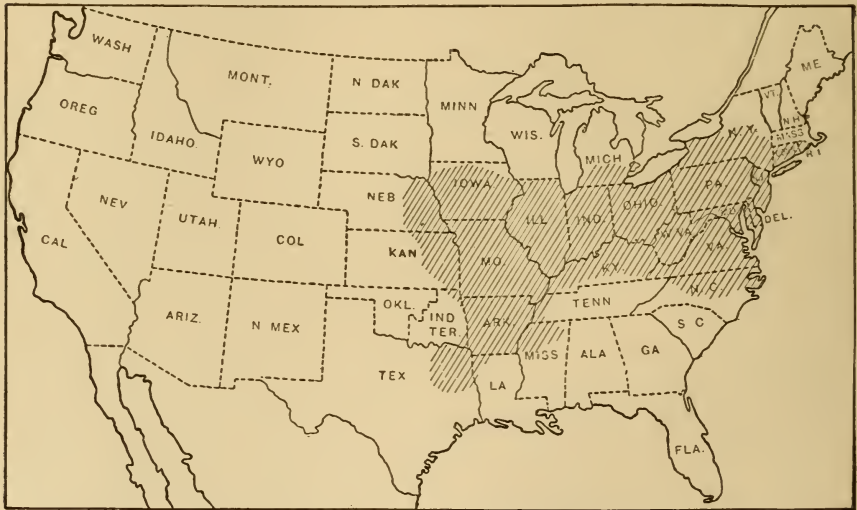 WASH
MONT.
N DAK
MINN
ME
OREG
IDAHO.
S. DAK
WIS.
MICH
N.Y.
VT.
N.H.
MASS
R I
WYO
NEB
IOWA
NEV
UTAH.
COL
KAN
ILL
IND.
OHIO.
PA.
DEL.
CAL
MO.
KY.
W VA.
VA.
ARIZ.
N MEX
OKL.
IND
TER.
ARK.
TENN
N.C.
S C
TEX
LA
MISS
ALA
GA
FLA.